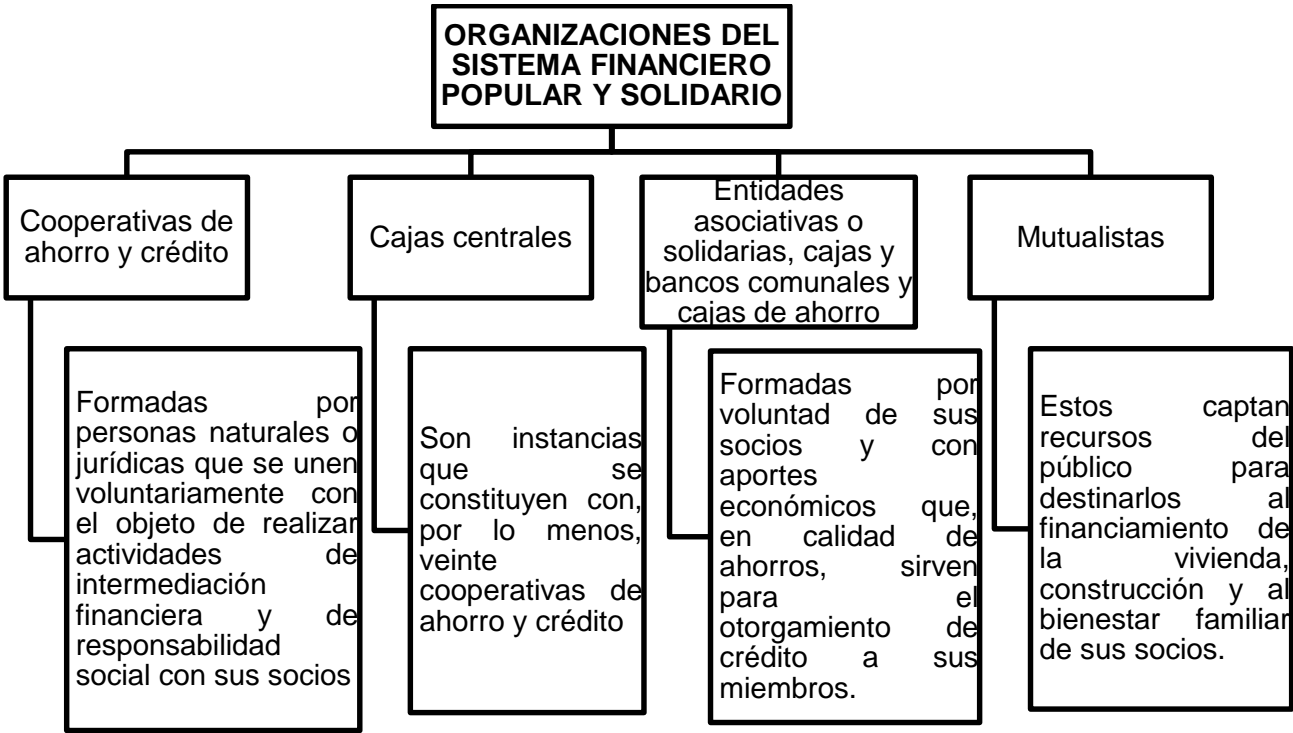 ORGANIZACIONES DEL
SISTEMA FINANCIERO
POPULAR Y SOLIDARIO
Cooperativas de
ahorro y crédito
Formadas por
personas naturales o
jurídicas que se unen
voluntariamente con
el objeto de realizar
actividades de
intermediación
financiera y de
responsabilidad
social con sus socios
Cajas centrales
Son instancias
que se
constituyen con,
por lo menos,
veinte
cooperativas de
ahorro y crédito
Entidades
asociativas o
solidarias, cajas y
bancos comunales y
cajas de ahorro
Formadas por
voluntad de sus
socios y con
aportes
económicos que,
en calidad de
ahorros, sirven
para el
otorgamiento de
crédito a sus
miembros.
Mutualistas
Estos captan
recursos del
público para
destinarlos al
financiamiento de
la vivienda,
construcción y al
bienestar familiar
de sus socios.